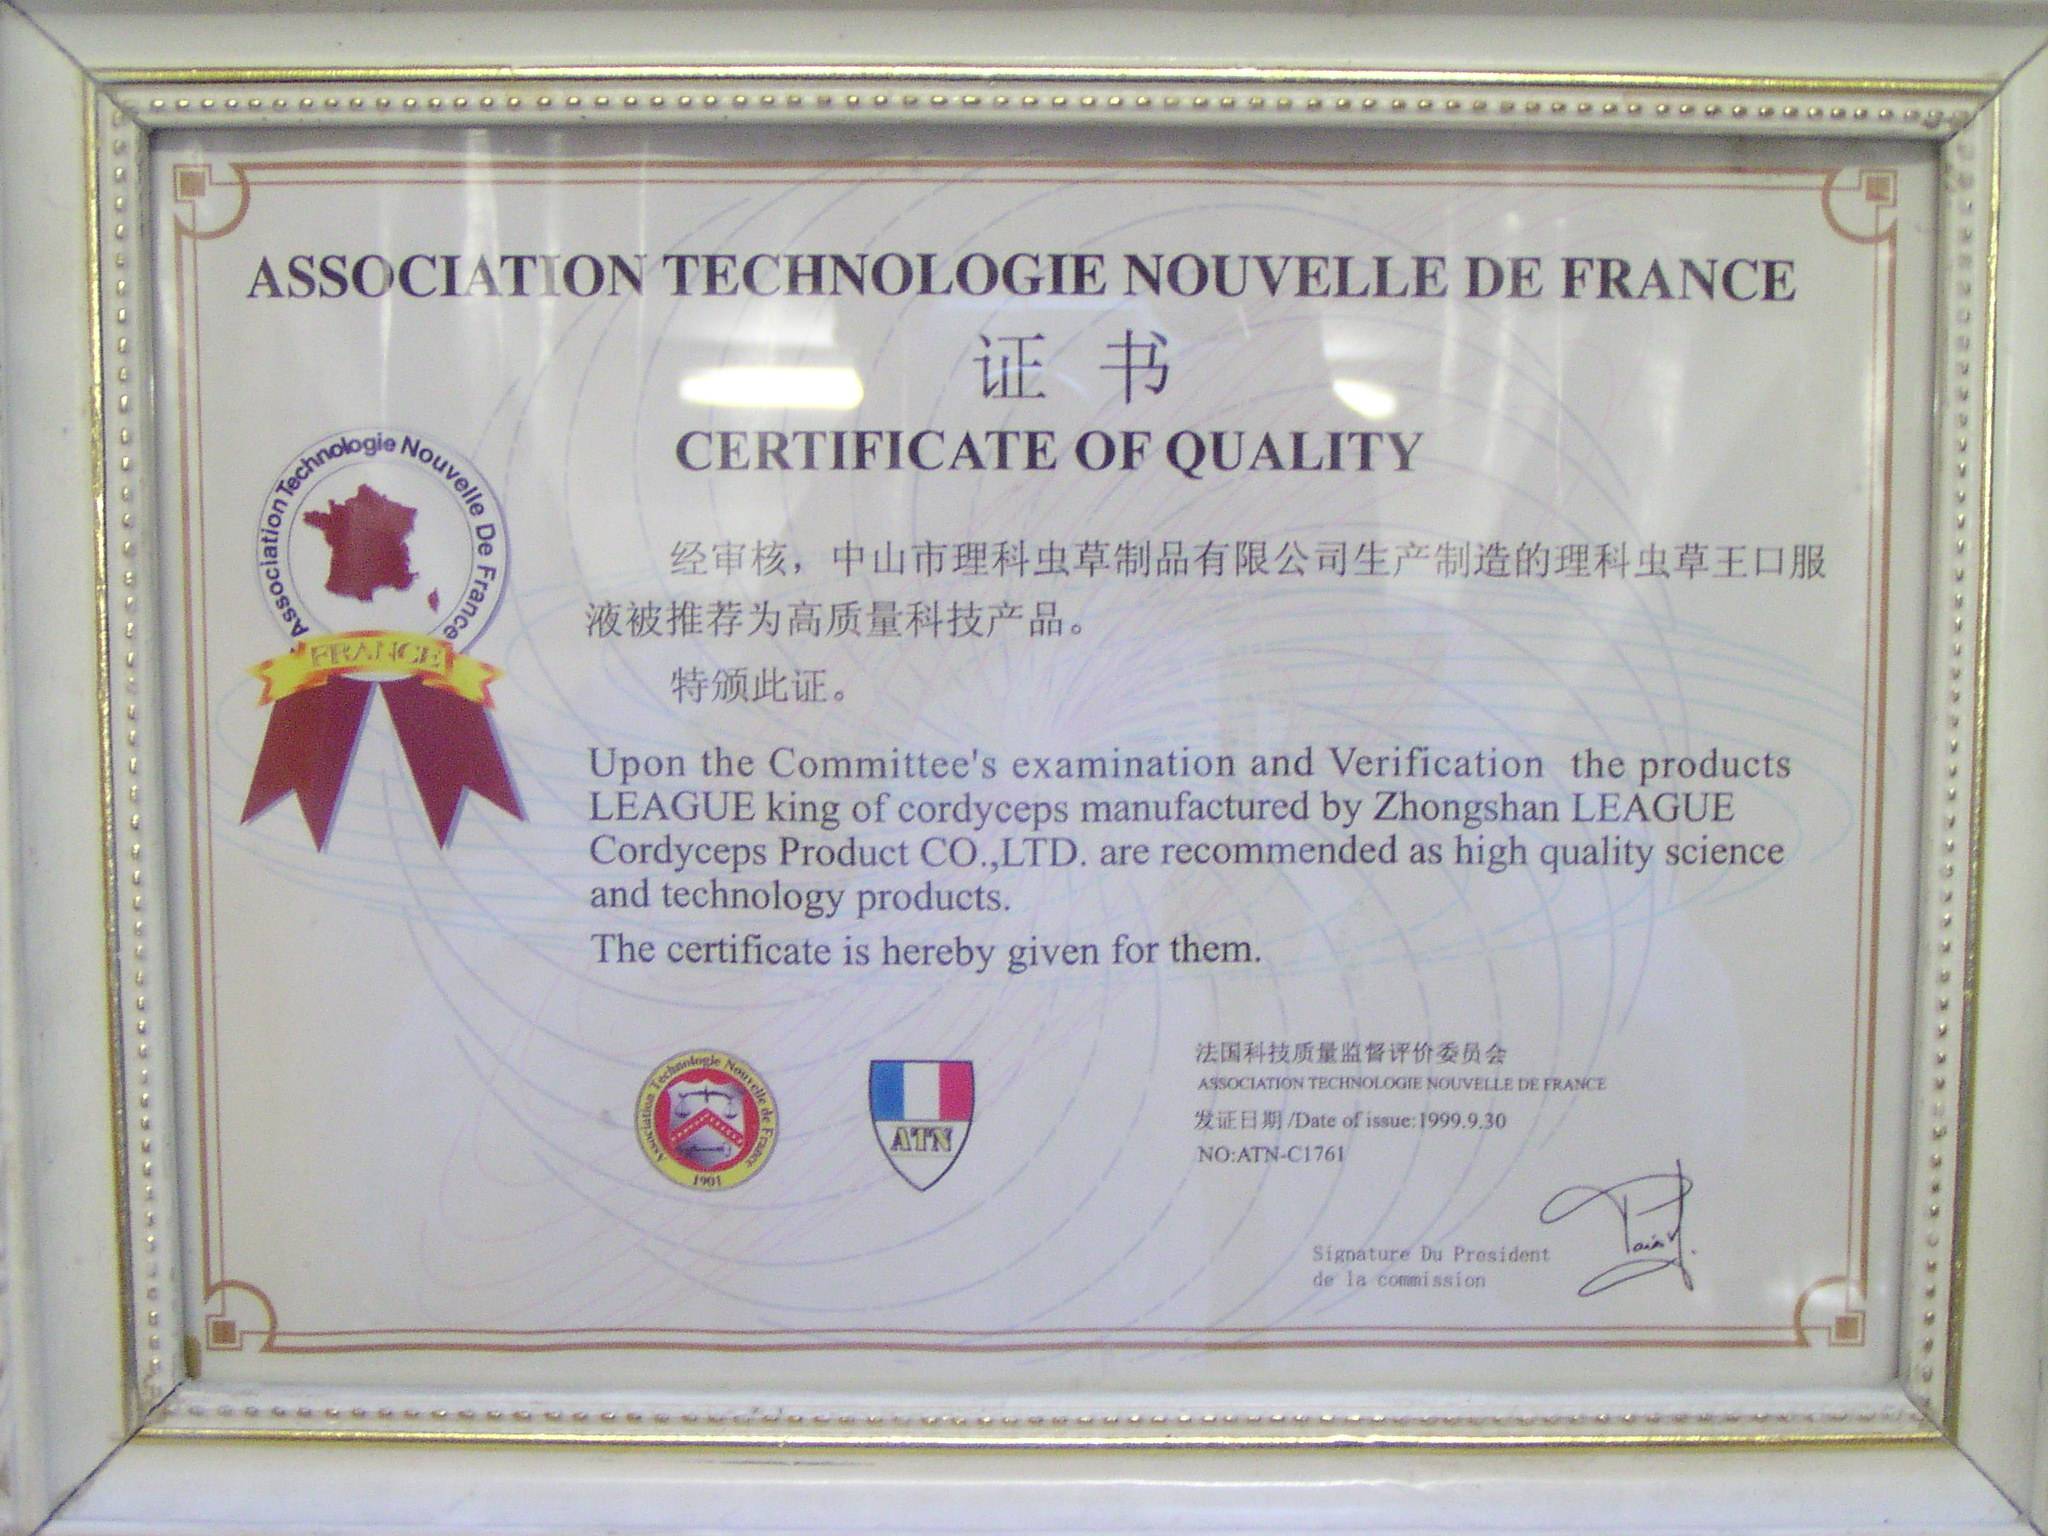 ASSOCIATION TECHNOLOGIE NOUVELLE DE FRANCE
证 书
CERTIFICATE OF QUALITY
Association Technologie Nouvelle De France
FRANCE
经审核，中山市理科虫草制品有限公司生产制造的理科虫草王口服
液被推荐为高质量科技产品。
特颁此证。
Upon the Committee's examination and Verification the products
LEAGUE king of cordyceps manufactured by Zhongshan LEAGUE
Cordyceps Product CO.,LTD. are recommended as high quality science
and technology products.
The certificate is hereby given for them.
Association Technologie Nouvelle de France
1901
ATN
法国科技质量监督评价委员会
ASSOCIATION TECHNOLOGIE NOUVELLE DE FRANCE
发证日期/Date of issue:1999.9.30
NO:ATN-C1761
Signature Du President
de la commission